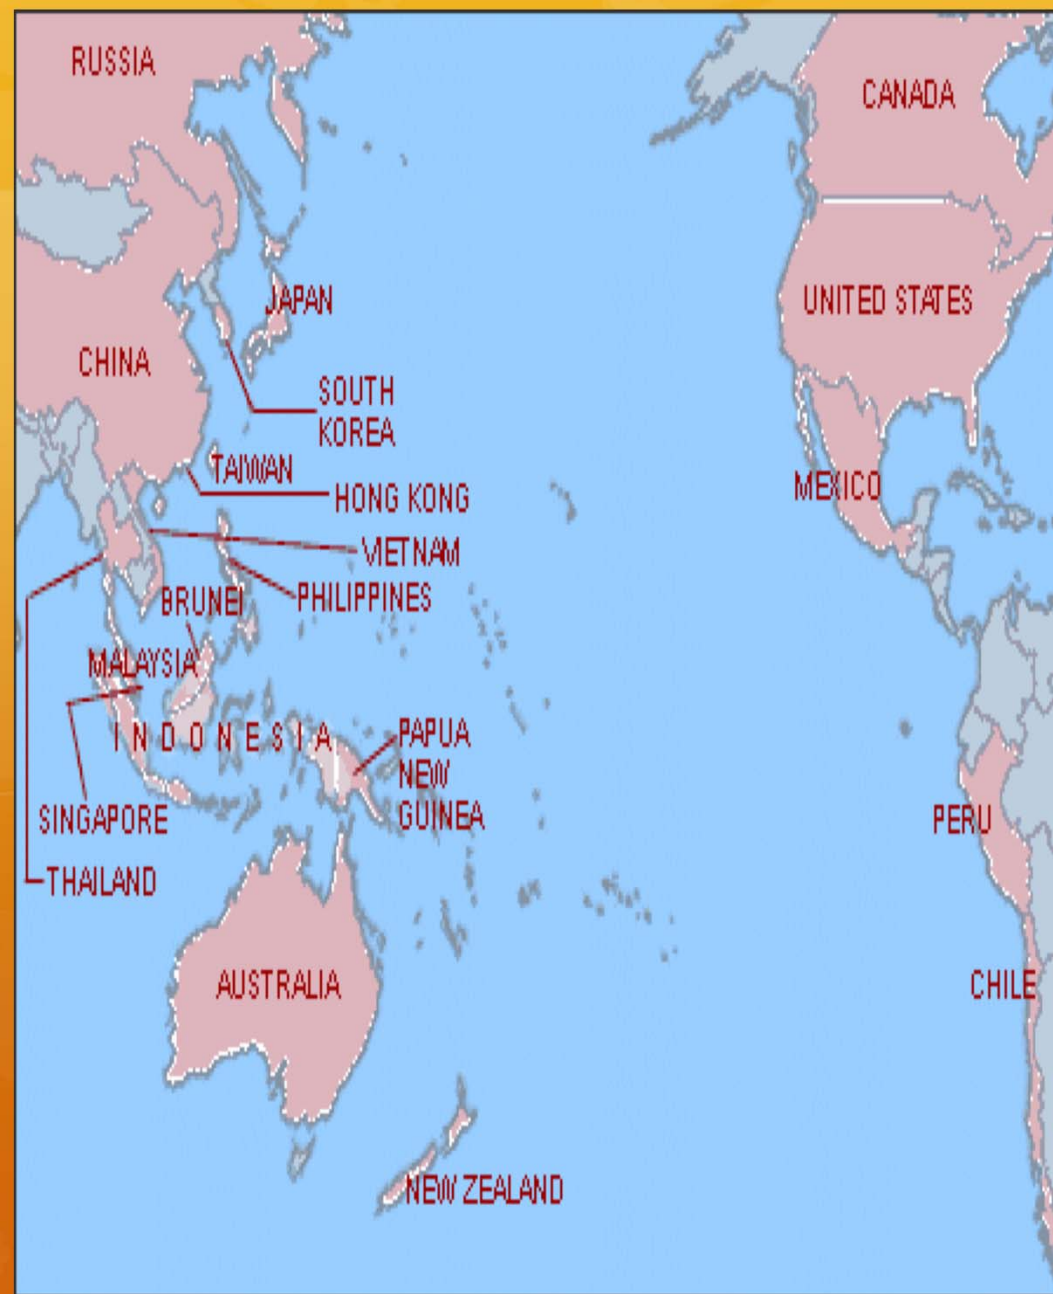 RUSSIA
CANADA
JAPAN
UNITED STATES
CHINA
SOUTH
KOREA
TAIWAN
HONG KONG
MEXICO
VIETNAM
BRUNEI
PHILIPPINES
MALAYSIA
INDONESIA
PAPUA
NEW
GUINEA
SINGAPORE
PERU
THAILAND
AUSTRALIA
CHILE
NEW ZEALAND